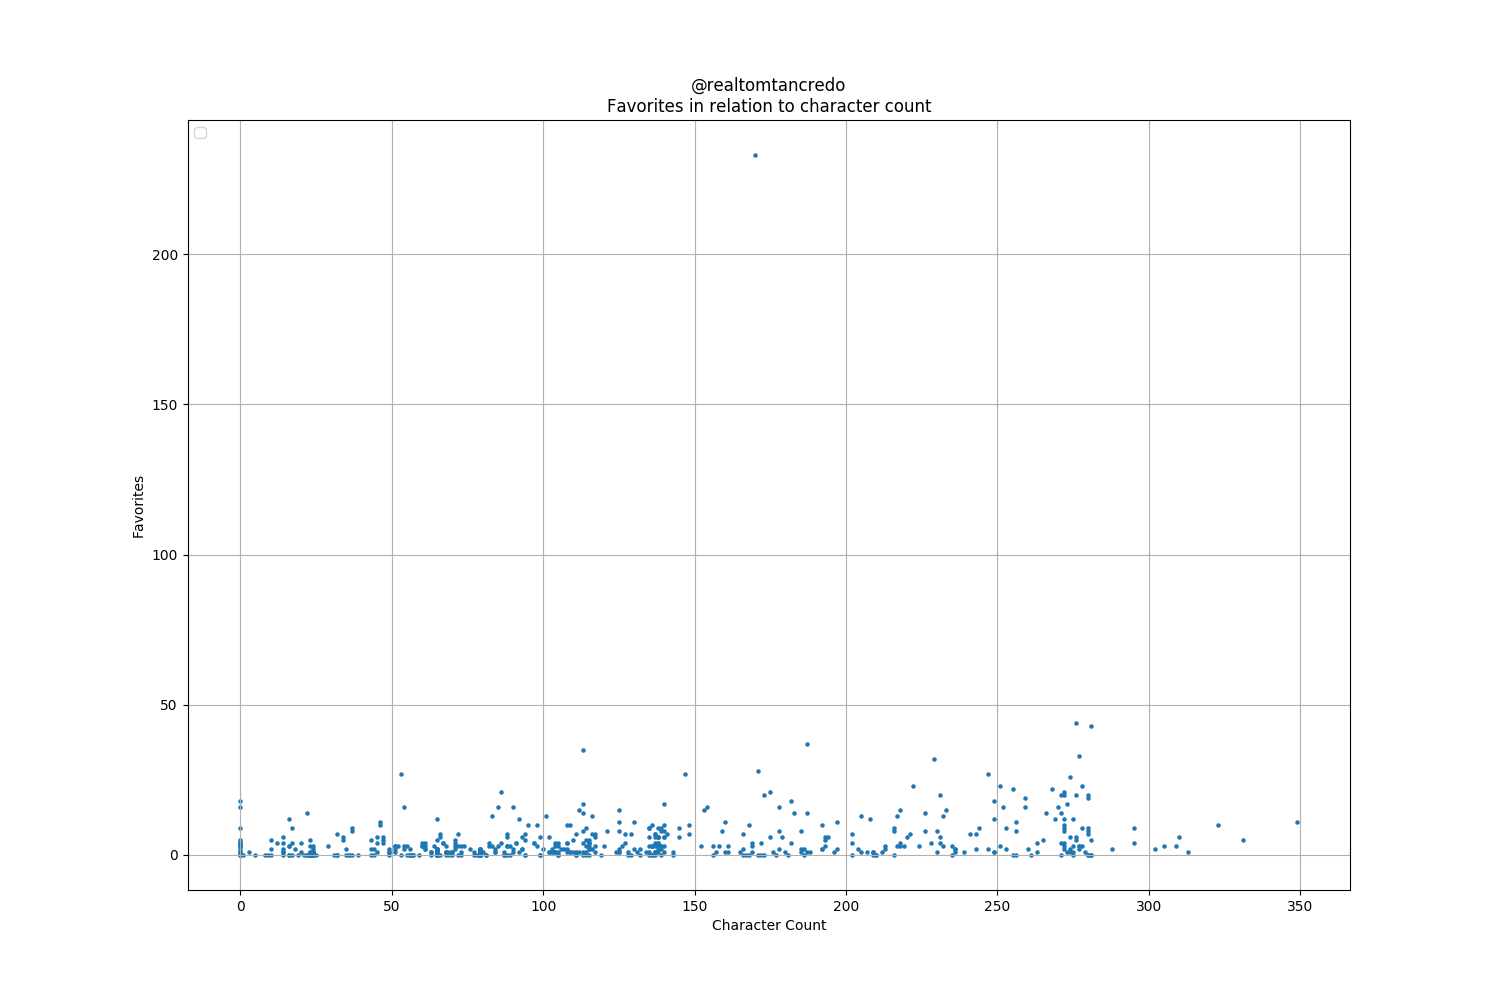 @realtomtancredo
Favorites in relation to character count
200
150
100
50
0
Favorites
0 50 100 150 200 250 300 350
Character Count